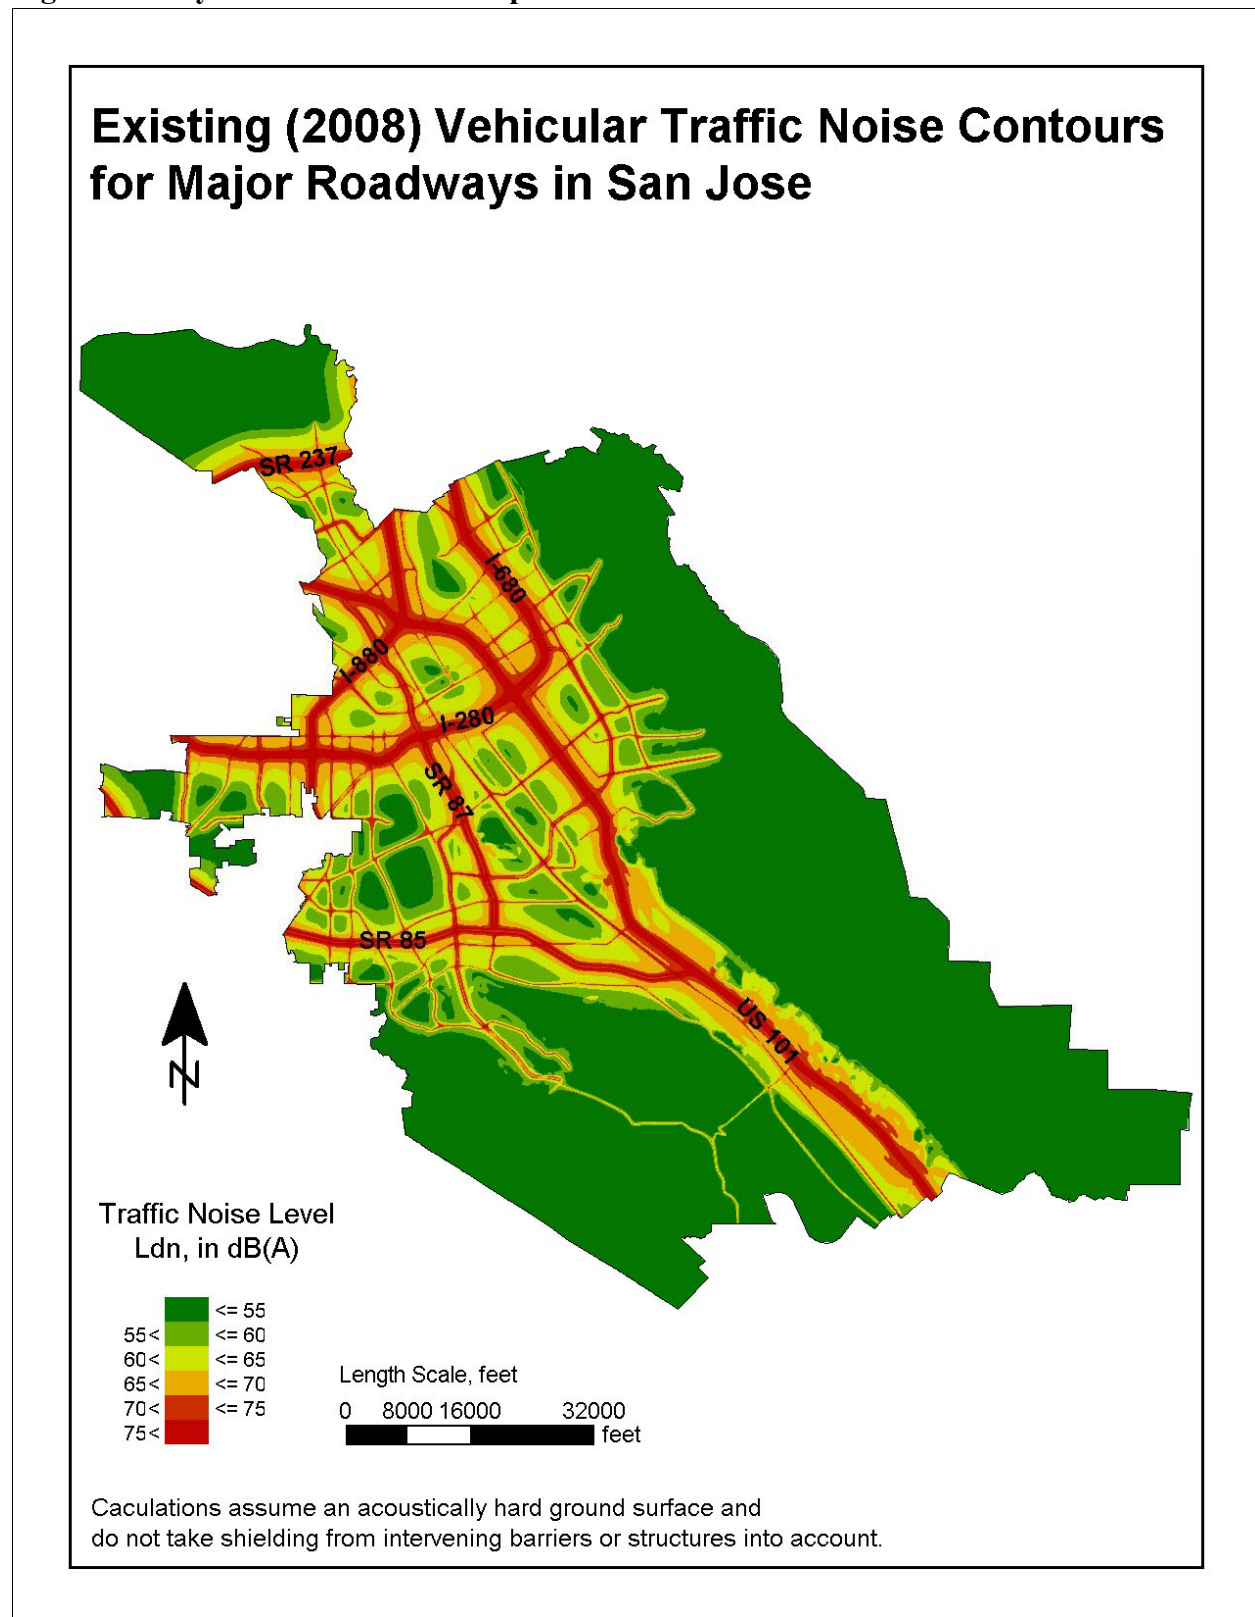 Existing (2008) Vehicular Traffic Noise Contours
for Major Roadways in San Jose
SR 237
I-680
I-880
I-280
SR 87
SR 85
US 101
N
Traffic Noise Level
Ldn, in dB(A)
<= 55
55< <= 60
60< <= 65
65< <= 70
70< <= 75
75<
Length Scale, feet
0 8000 16000 32000
feet
Caculations assume an acoustically hard ground surface and
do not take shielding from intervening barriers or structures into account.